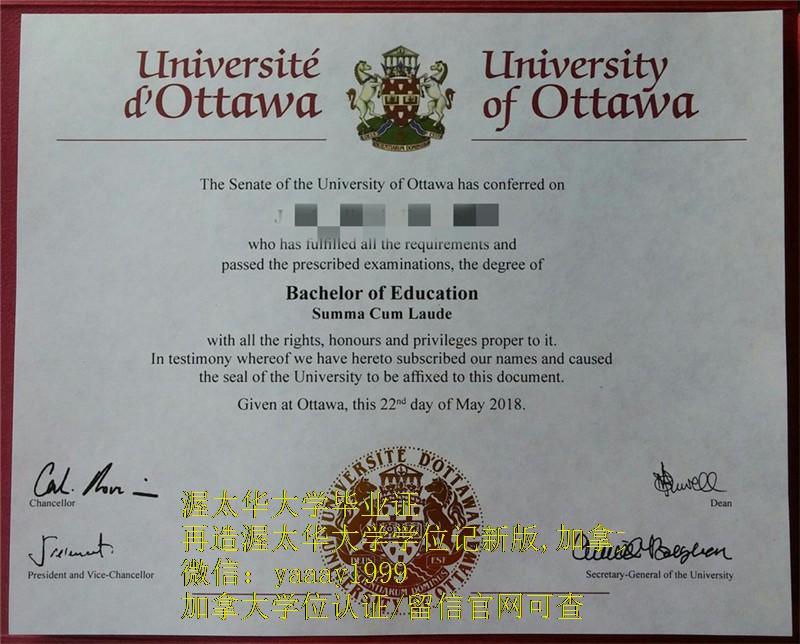 Université
d'Ottawa
University
of Ottawa
The Senate of the University of Ottawa has conferred on
J
who has fulfilled all the requirements and
passed the prescribed examinations, the degree of
Bachelor of Education
Summa Cum Laude
with all the rights, honours and privileges proper to it.
In testimony whereof we have hereto subscribed our names and caused
the seal of the University to be affixed to this document.
Given at Ottawa, this 22nd day of May 2018.
Chancellor
Dean
UNIVERSITÉ D'OTTAWA
渥太华大学毕业证
再造渥太华大学学位记新版,加拿
President and Vice-Chancellor
Secretary-General of the University
微信：yaaay1999
加拿大学位认证/留信官网可查